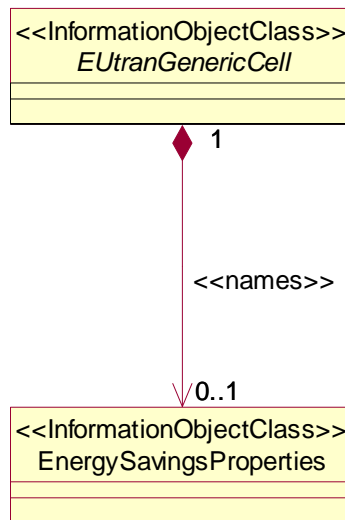 <<InformationObjectClass>>
EUtranGenericCell
1
<<names>>
0..1
<<InformationObjectClass>>
EnergySavingsProperties